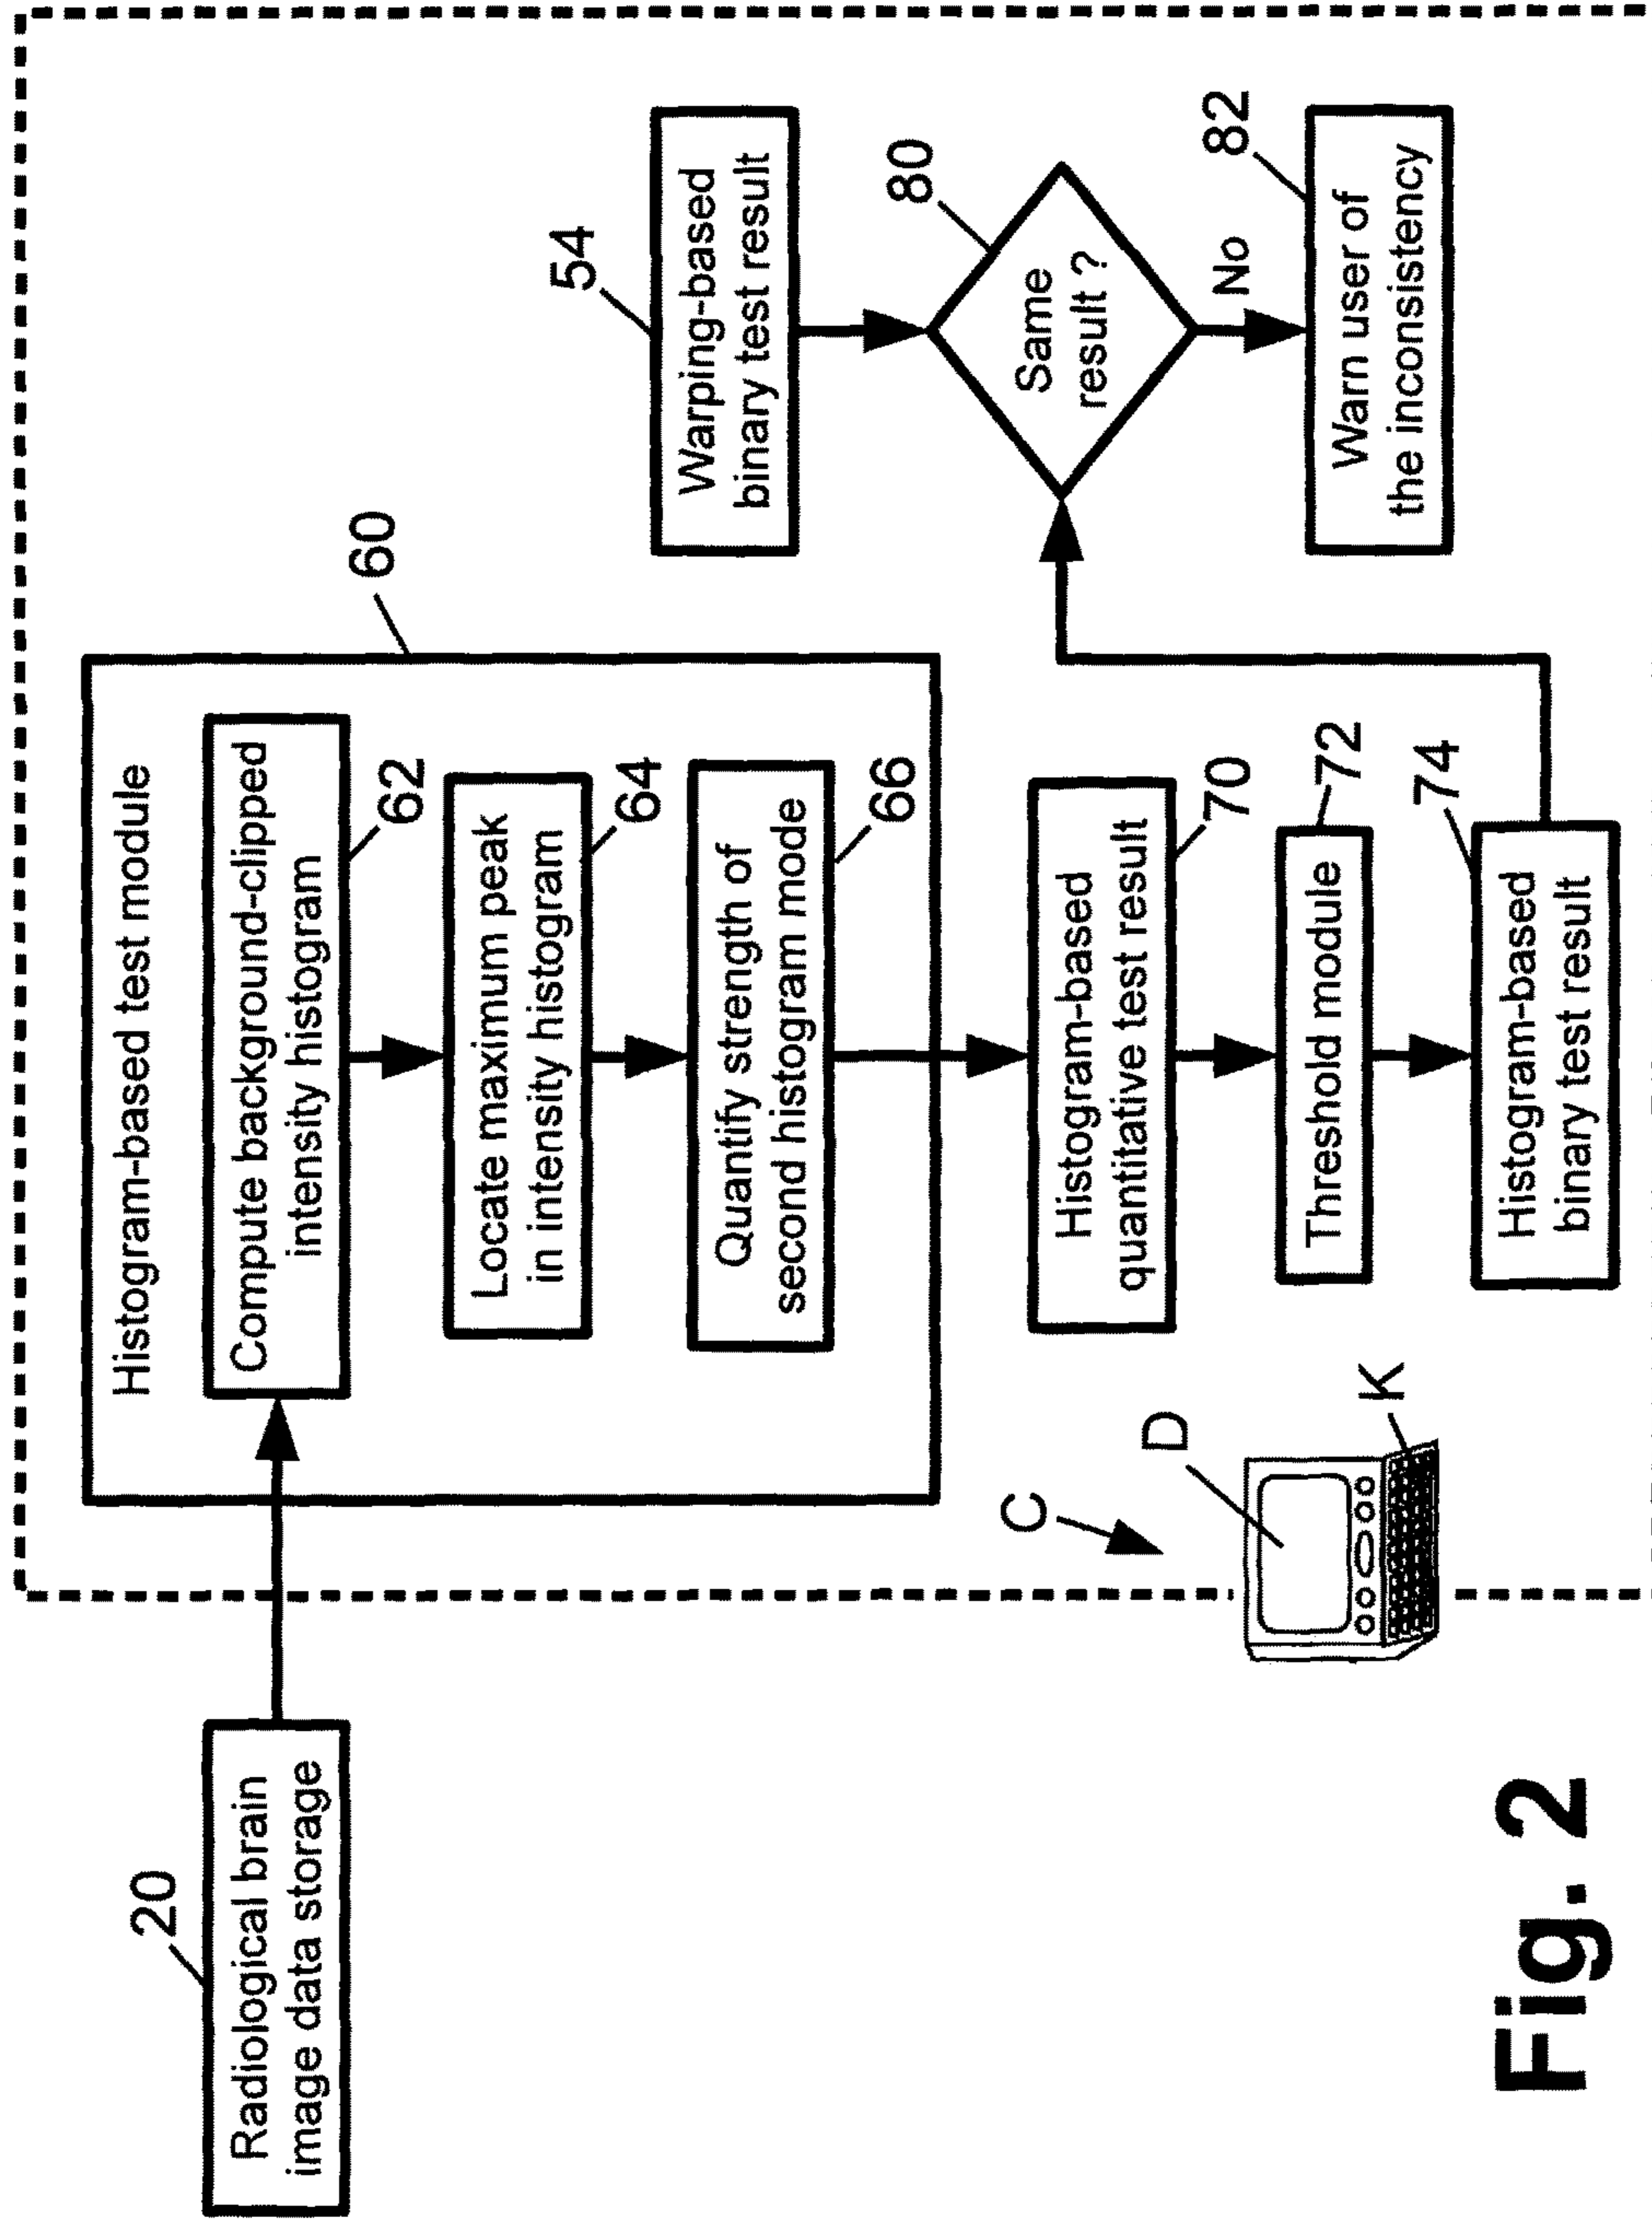 20
Radiological brain
image data storage
Histogram-based test module
60
Compute background-clipped
intensity histogram
62
Locate maximum peak
in intensity histogram
64
Quantify strength of
second histogram mode
66
Histogram-based
quantitative test result
70
Threshold module
72
Histogram-based
binary test result
74
54
Warping-based
binary test result
80
Same
result ?
No
82
Warn user of
the inconsistency
C
D
K
Fig. 2